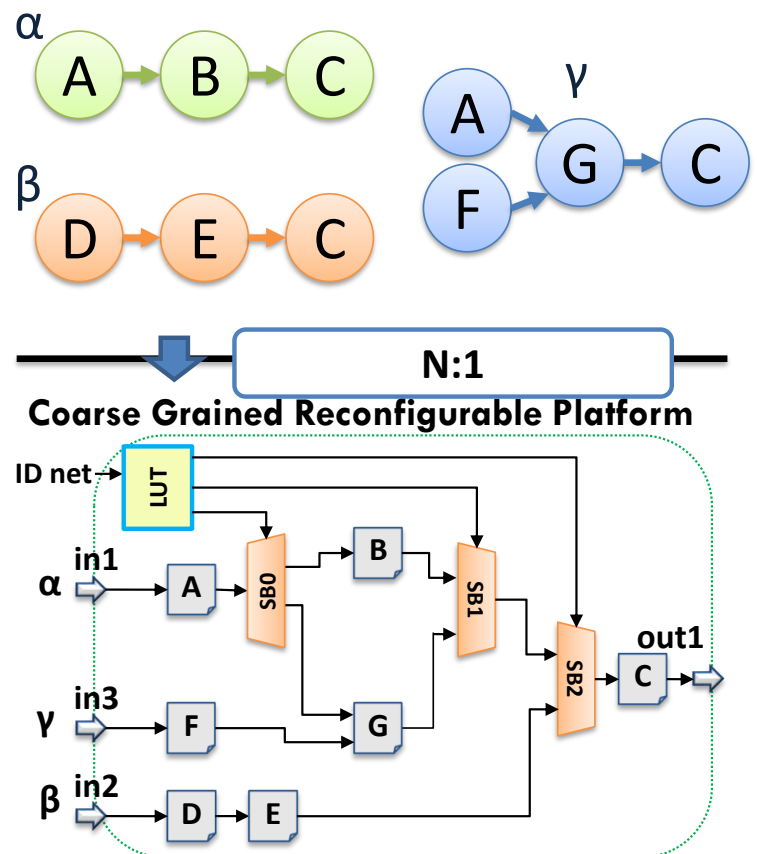 α
A B C
γ
A
G C
F
β
D E C
N:1
Coarse Grained Reconfigurable Platform
ID net
LUT
in1
α
A
SB0
B
SB1
out1
SB2
C
in3
γ
F
G
in2
β
D
E